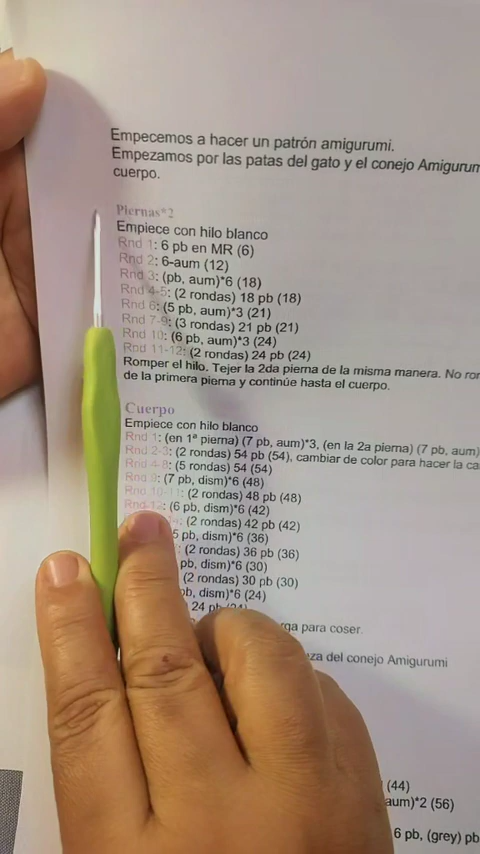 Empecemos a hacer un patrón amigurumi.
Empezamos por las patas del gato y el conejo Amigurum
cuerpo.
Piernas*2
Empiece con hilo blanco
Rnd 1: 6 pb en MR (6)
Rnd 2: 6-aum (12)
Rnd 3: (pb, aum)*6 (18)
Rnd 4-5: (2 rondas) 18 pb (18)
Rnd 6: (5 pb, aum)*3 (21)
Rnd 7-9: (3 rondas) 21 pb (21)
Rnd 10: (6 pb, aum)*3 (24)
Rnd 11-12: (2 rondas) 24 pb (24)
Romper el hilo. Tejer la 2da pierna de la misma manera. No rom
de la primera pierna y continúe hasta el cuerpo.
Cuerpo
Empiece con hilo blanco
Rnd 1: (en 1ª pierna) (7 pb, aum)*3, (en la 2a pierna) (7 pb, aum)
Rnd 2-3: (2 rondas) 54 pb (54), cambiar de color para hacer la ca
Rnd 4-8: (5 rondas) 54 (54)
Rnd 9: (7 pb, dism)*6 (48)
Rnd 10-11: (2 rondas) 48 pb (48)
Rnd 12: (6 pb, dism)*6 (42)
(2 rondas) 42 pb (42)
5 pb, dism)*6 (36)
: (2 rondas) 36 pb (36)
pb, dism)*6 (30)
(2 rondas) 30 pb (30)
pb, dism)*6 (24)
24 pb (24)
rga para coser.
za del conejo Amigurumi
(44)
aum)*2 (56)
6 pb, (grey) pb